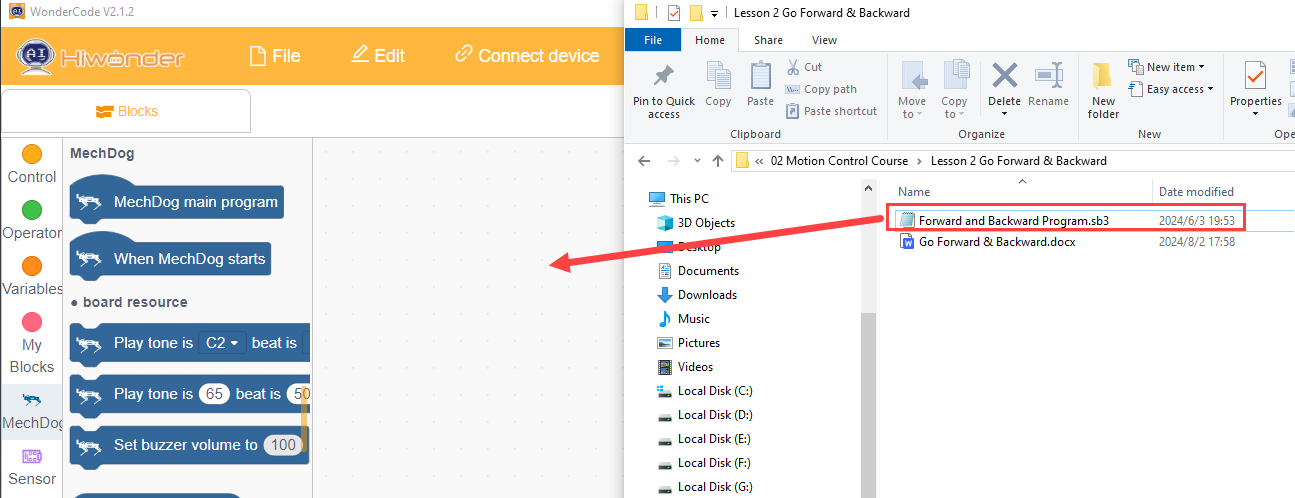 WonderCode V2.1.2
AI Hiwonder
File
Edit
Connect device
Blocks
Control
Operator
Variables
My
Blocks
MechDog
Sensor
MechDog
MechDog main program
When MechDog starts
● board resource
Play tone is C2 beat is
Play tone is 65 beat is 50
Set buzzer volume to 100
Lesson 2 Go Forward & Backward
File
Home
Share
View
Pin to Quick
access
Copy
Paste
Cut
Copy path
Paste shortcut
Clipboard
Move
to
Copy
to
Delete
Rename
Organize
New
folder
New item
Easy access
New
Properties
Ope
« 02 Motion Control Course > Lesson 2 Go Forward & Backward
This PC
3D Objects
Desktop
Documents
Downloads
Music
Pictures
Videos
Local Disk (C:)
Local Disk (D:)
Local Disk (E:)
Local Disk (F:)
Local Disk (G:)
Name
Date modified
Forward and Backward Program.sb3 2024/6/3 19:53
Go Forward & Backward.docx 2024/8/2 17:58